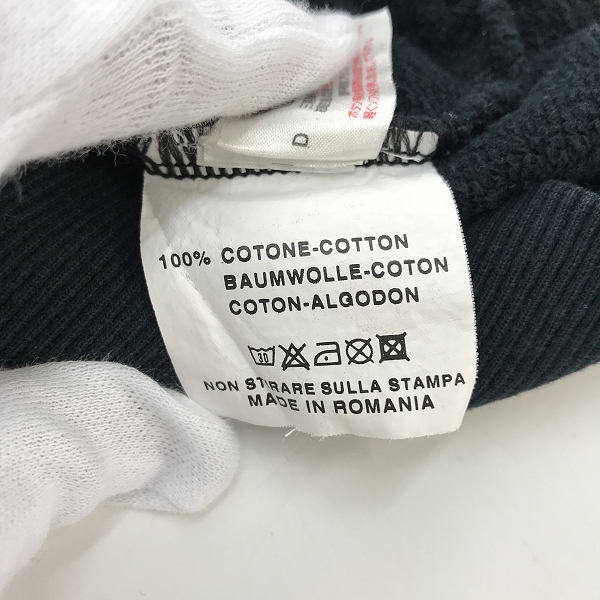 D
100% COTONE-COTTON
BAUMWOLLE-COTON
COTON-ALGODON
30
NON STIRARE SULLA STAMPA
MADE IN ROMANIA